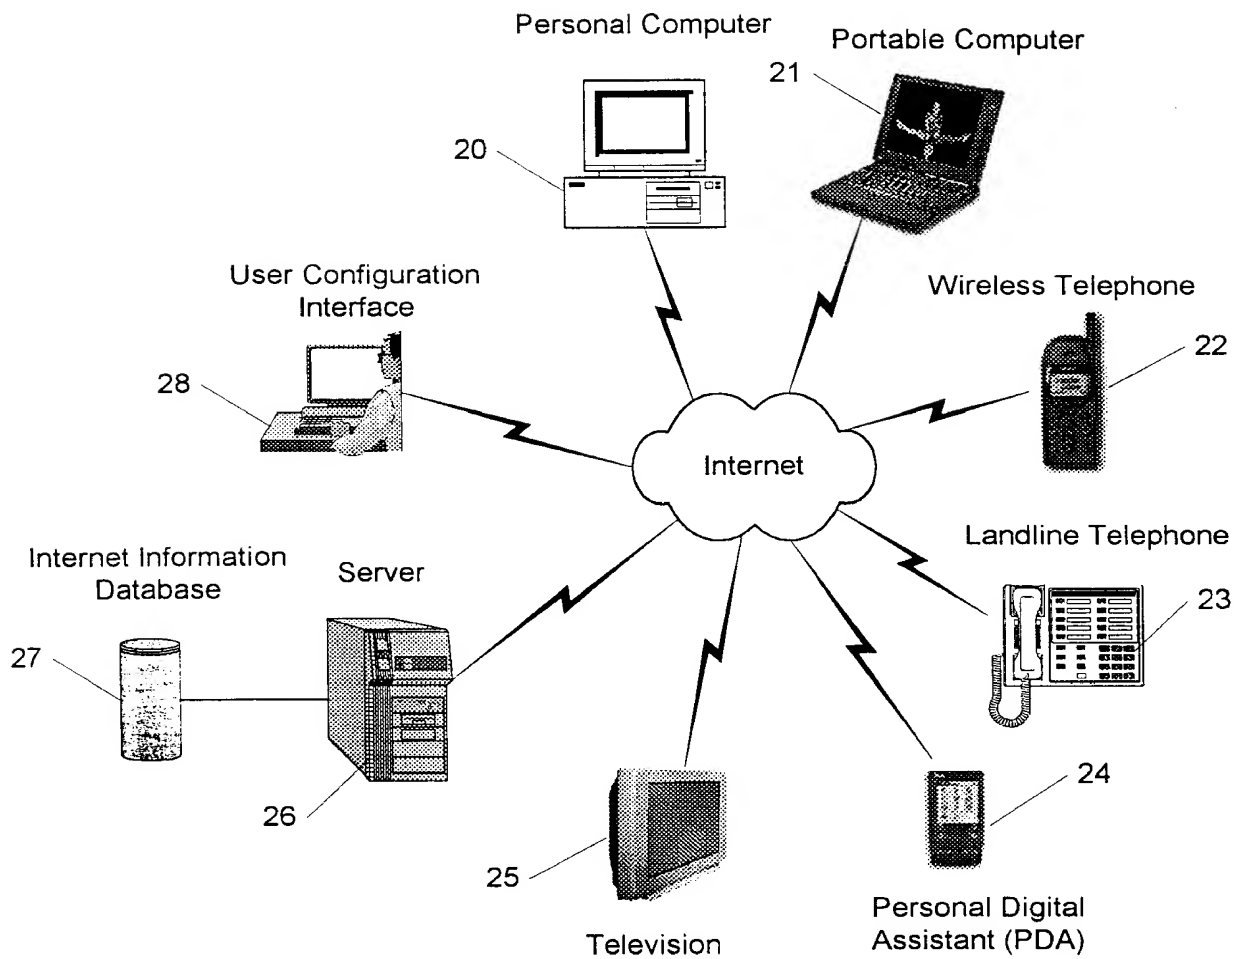 Personal Computer
Portable Computer
21
20
User Configuration
Interface
Wireless Telephone
22
28
Internet
Landline Telephone
Internet Information
Database
Server
23
27
24
26
25
Personal Digital
Assistant (PDA)
Television